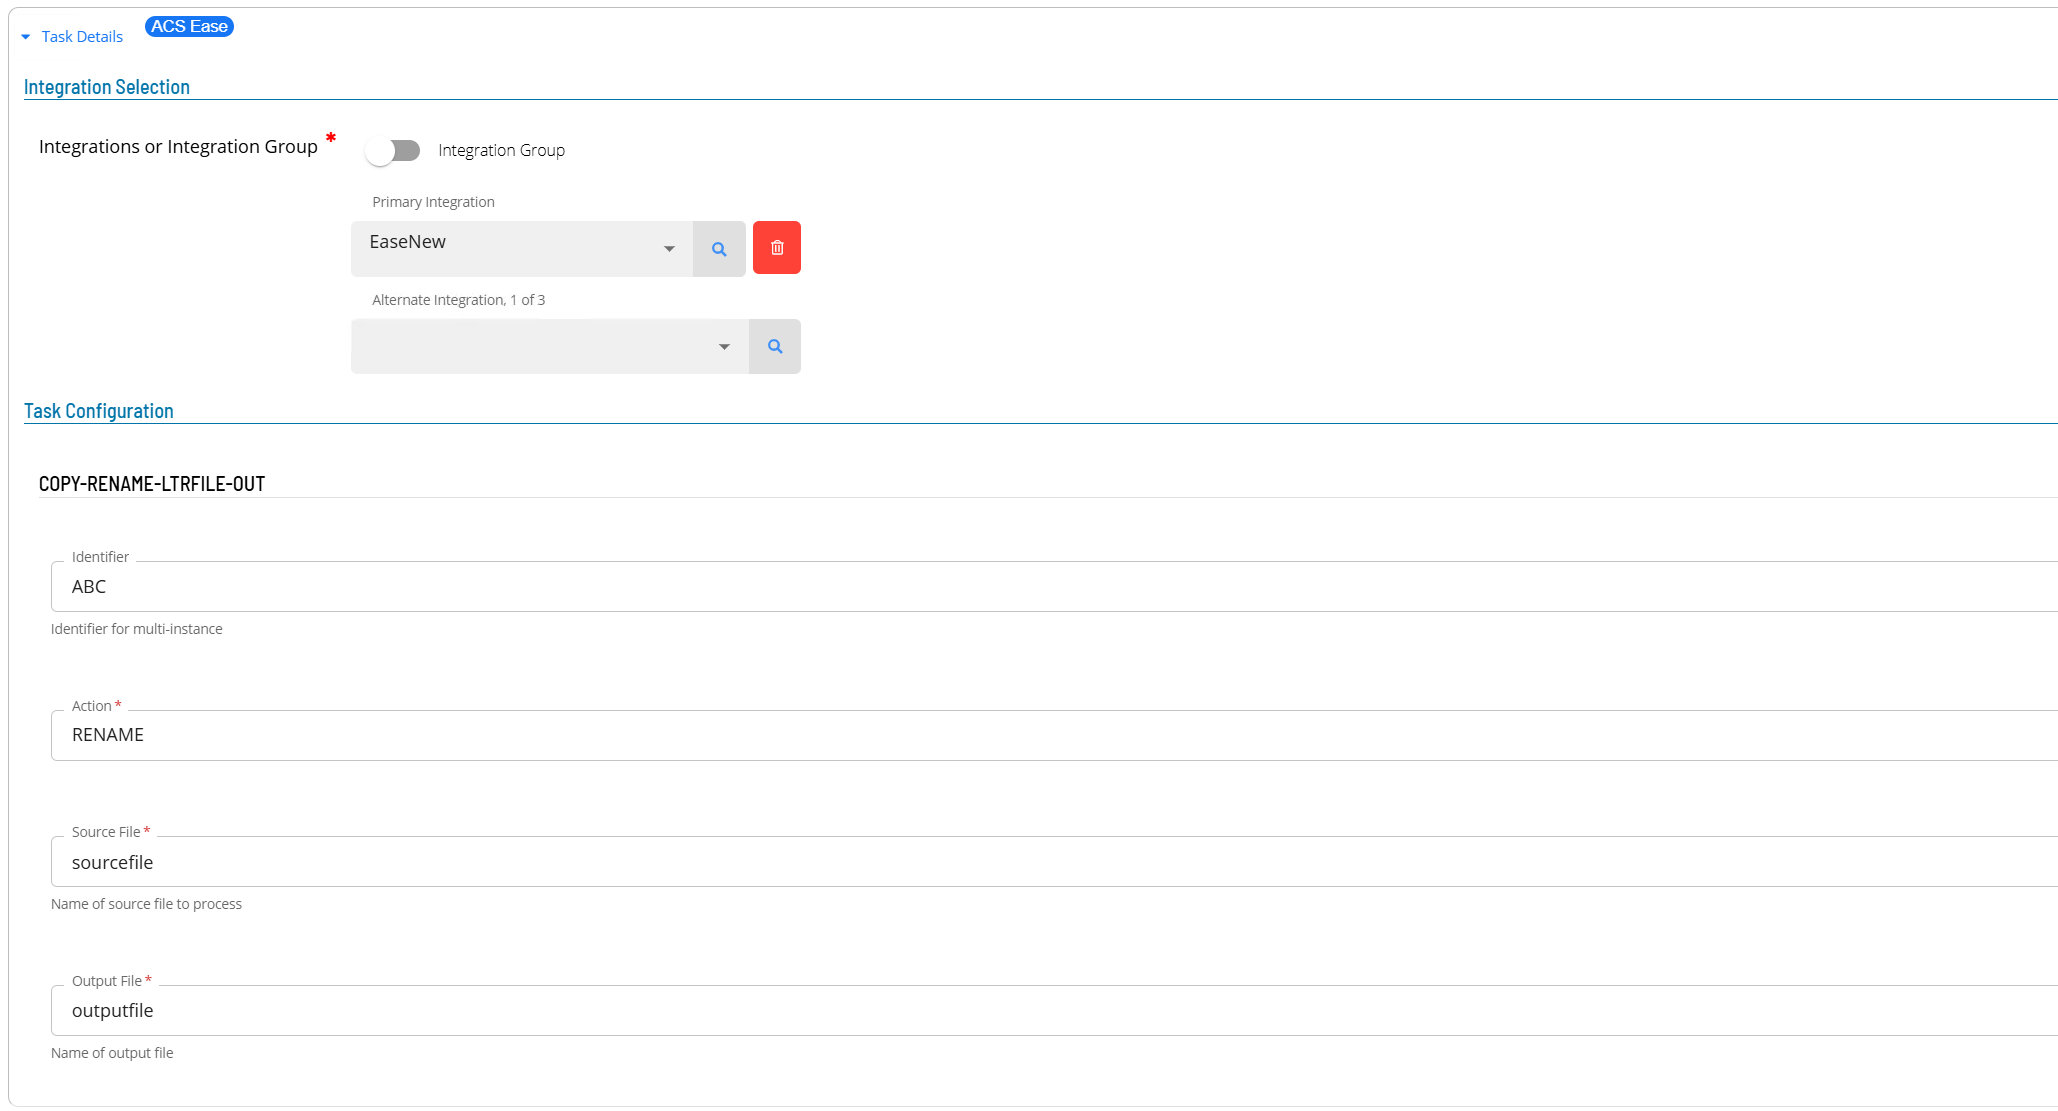 Task Details
ACS Ease
Integration Selection
Integrations or Integration Group *
Integration Group
Primary Integration
EaseNew
Alternate Integration, 1 of 3
Task Configuration
COPY-RENAME-LTRFILE-OUT
Identifier
ABC
Identifier for multi-instance
Action *
RENAME
Source File *
sourcefile
Name of source file to process
Output File *
outputfile
Name of output file